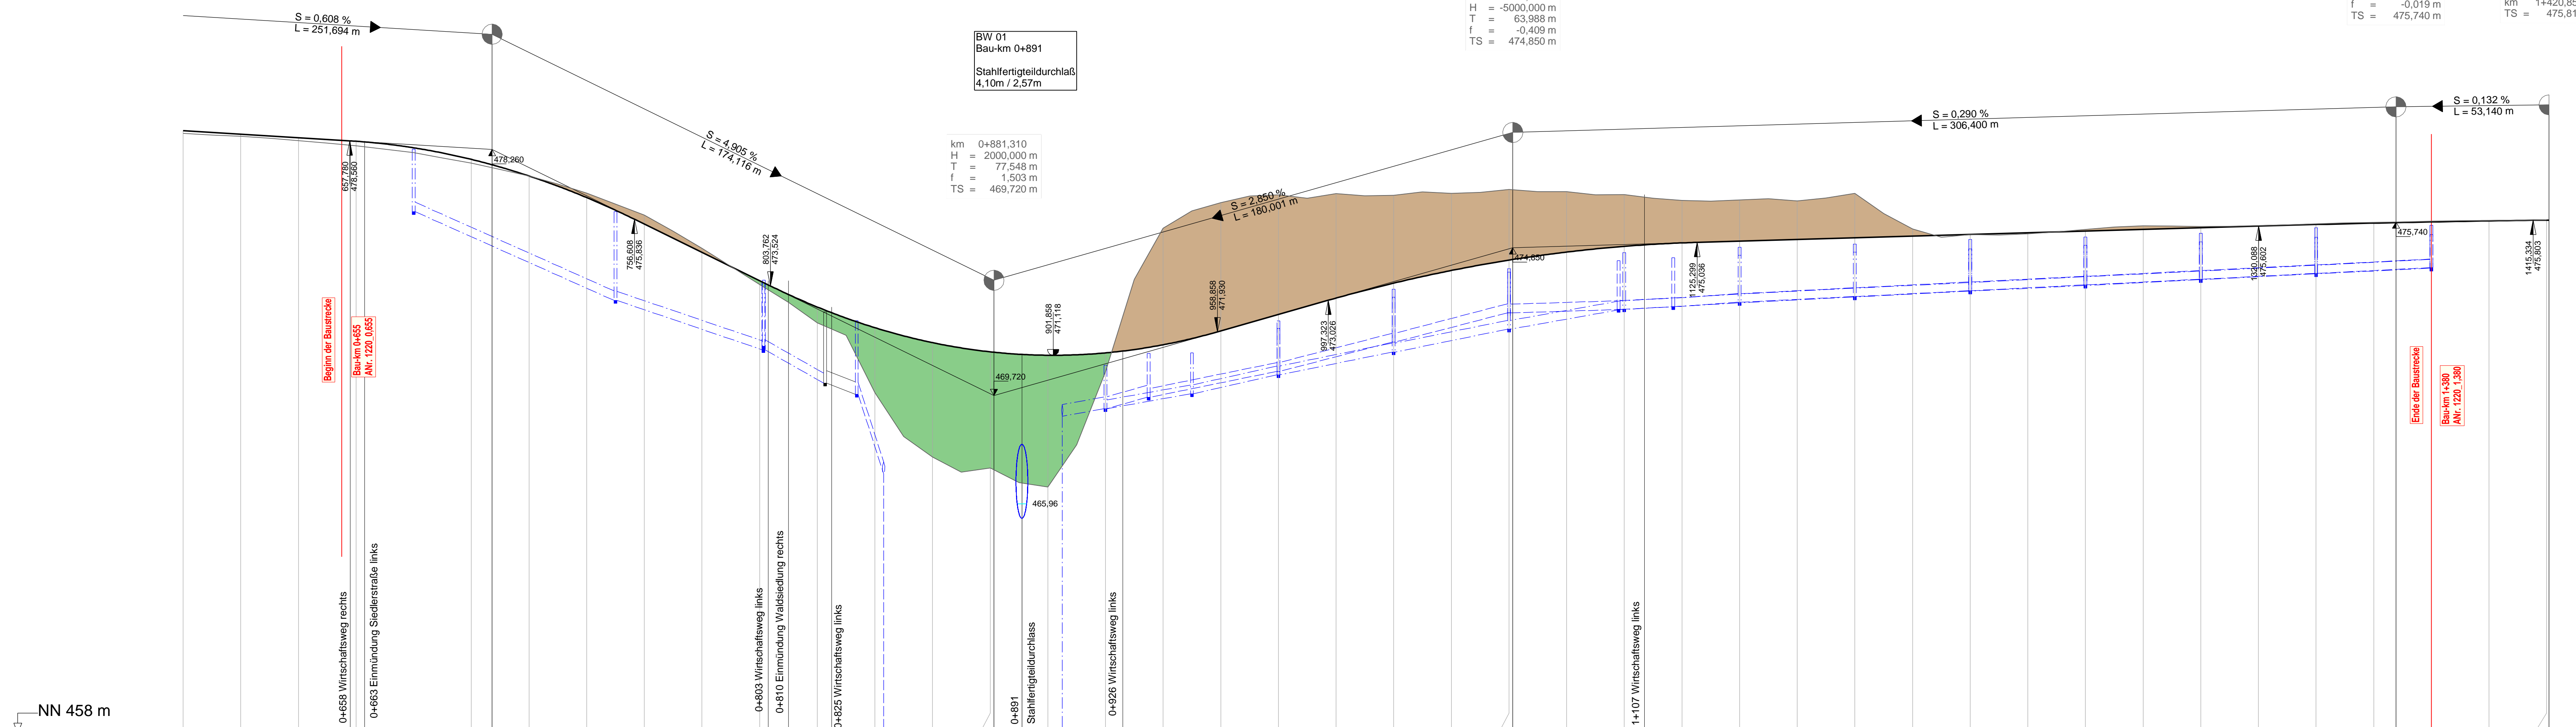 S = 0,608 %
L = 251,694 m
BW 01
Bau-km 0+891
Stahlfertigteildurchlaß
4,10m / 2,57m
H = -5000,000 m
T = 63,988 m
f = -0,409 m
TS = 474,850 m
f = -0,019 m
TS = 475,740 m
TS =
S = 4,905 %
L = 174,116 m
km 0+881,310
H = 2000,000 m
T = 77,548 m
f = 1,503 m
TS = 469,720 m
S = 2,850 %
L = 180,001 m
S = 0,290 %
L = 306,400 m
S = 0,132 %
L = 53,140 m
657,780
478,560
478,260
756,608
475,836
803,762
473,524
469,720
901,858
471,118
958,858
471,930
997,323
473,026
474,850
1125,299
475,036
1320,088
475,602
475,740
1415,334
475,803
465,96
Beginn der Baustrecke
Bau-km 0+655
ANr. 1220_0,655
Ende der Baustrecke
Bau-km 1+380
ANr. 1220_1,380
0+658 Wirtschaftsweg rechts
0+663 Einmündung Siedlerstraße links
0+803 Wirtschaftsweg links
0+810 Einmündung Waldsiedlung rechts
0+825 Wirtschaftsweg links
0+891
Stahlfertigteildurchlass
0+926 Wirtschaftsweg links
1+107 Wirtschaftsweg links
NN 458 m